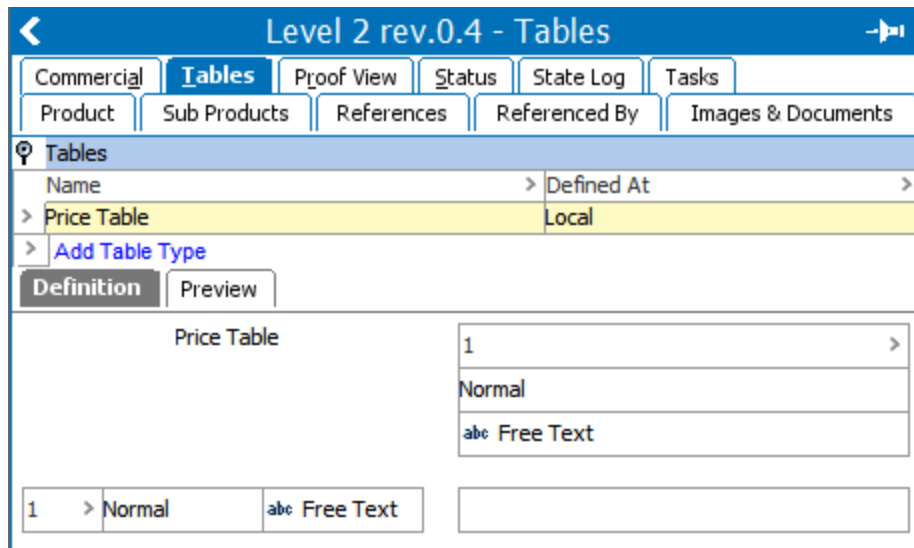 Level 2 rev.0.4 - Tables
Commercial Tables Proof View Status State Log Tasks
Product Sub Products References Referenced By Images & Documents
Tables
Name > Defined At >
> Price Table Local
> Add Table Type
Definition Preview
Price Table 1 >
Normal
abc Free Text
1 > Normal abc Free Text